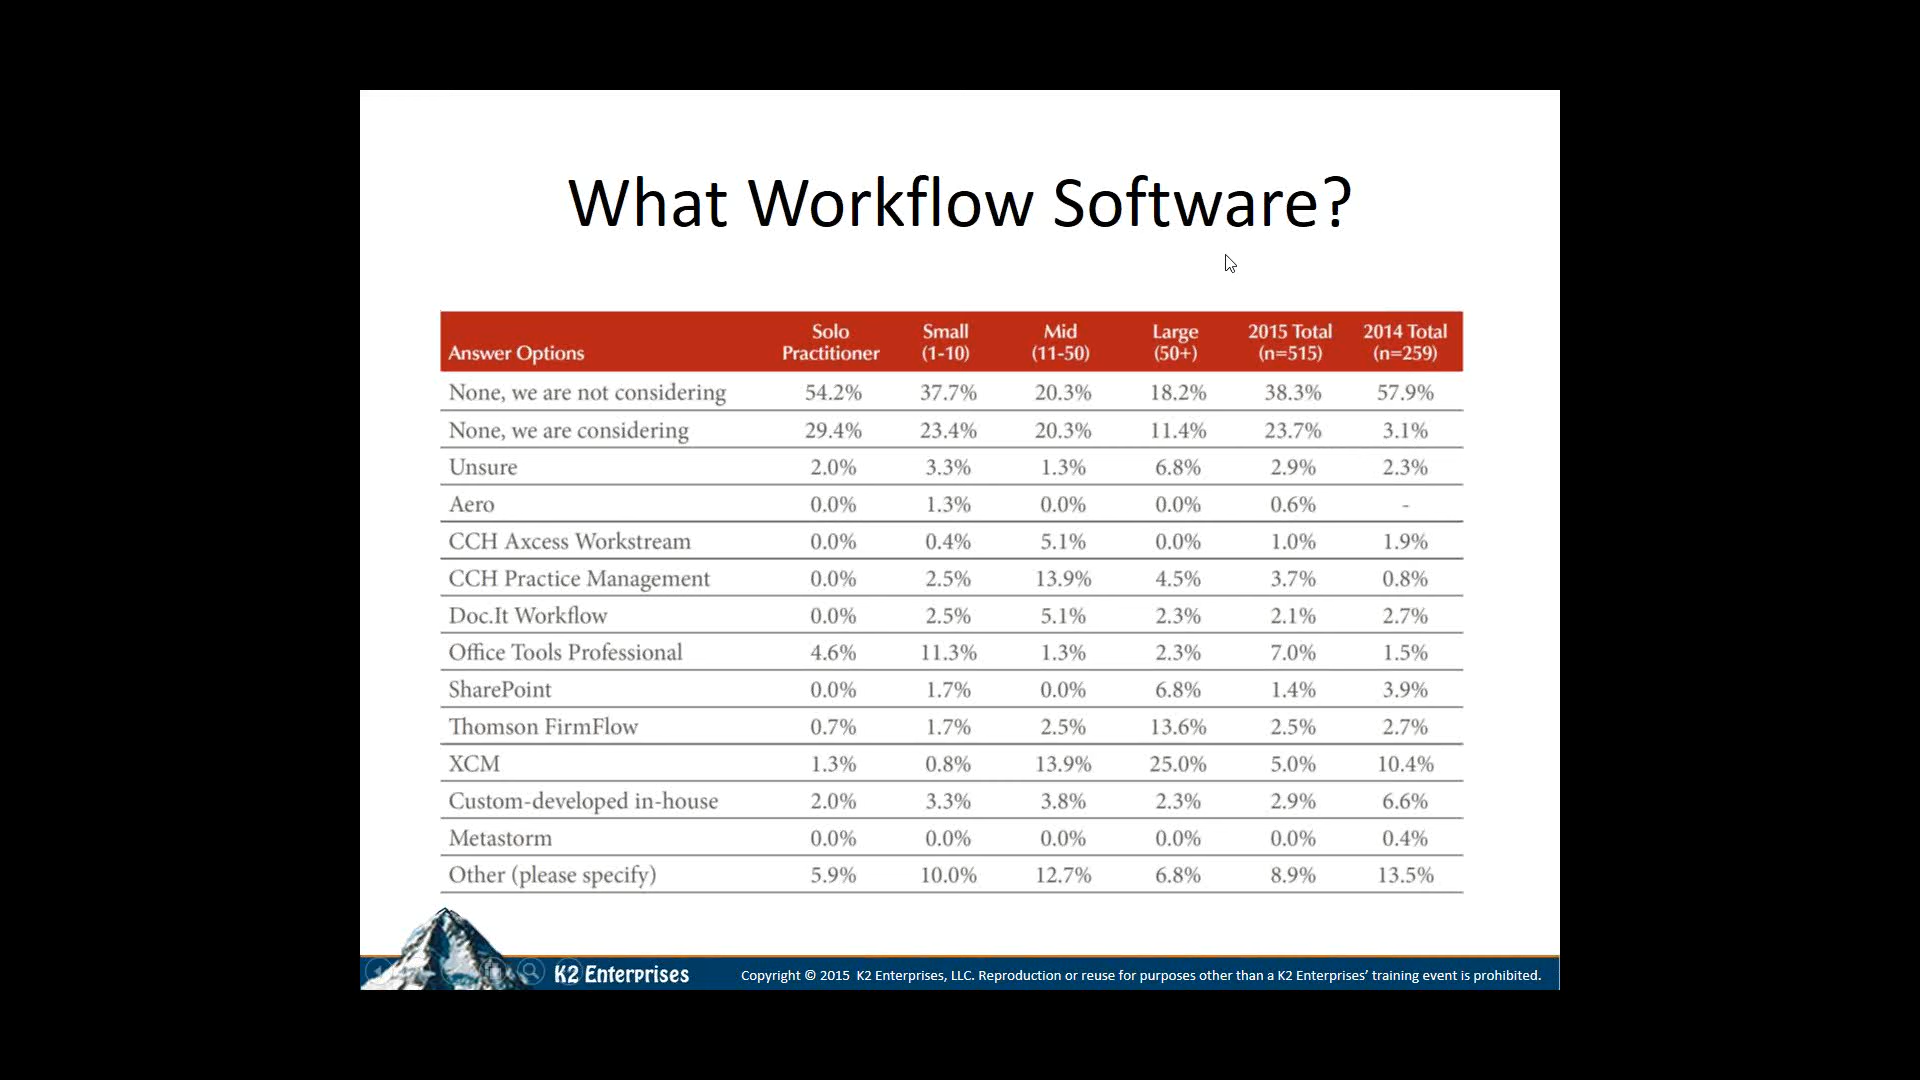 What Workflow Software?
Answer Options Solo Practitioner Small (1-10) Mid (11-50) Large (50+) 2015 Total (n=515) 2014 Total (n=259)
None, we are not considering 54.2% 37.7% 20.3% 18.2% 38.3% 57.9%
None, we are considering 29.4% 23.4% 20.3% 11.4% 23.7% 3.1%
Unsure 2.0% 3.3% 1.3% 6.8% 2.9% 2.3%
Aero 0.0% 1.3% 0.0% 0.0% 0.6% -
CCH Axcess Workstream 0.0% 0.4% 5.1% 0.0% 1.0% 1.9%
CCH Practice Management 0.0% 2.5% 13.9% 4.5% 3.7% 0.8%
Doc.It Workflow 0.0% 2.5% 5.1% 2.3% 2.1% 2.7%
Office Tools Professional 4.6% 11.3% 1.3% 2.3% 7.0% 1.5%
SharePoint 0.0% 1.7% 0.0% 6.8% 1.4% 3.9%
Thomson FirmFlow 0.7% 1.7% 2.5% 13.6% 2.5% 2.7%
XCM 1.3% 0.8% 13.9% 25.0% 5.0% 10.4%
Custom-developed in-house 2.0% 3.3% 3.8% 2.3% 2.9% 6.6%
Metastorm 0.0% 0.0% 0.0% 0.0% 0.0% 0.4%
Other (please specify) 5.9% 10.0% 12.7% 6.8% 8.9% 13.5%
K2 Enterprises
Copyright © 2015 K2 Enterprises, LLC. Reproduction or reuse for purposes other than a K2 Enterprises’ training event is prohibited.